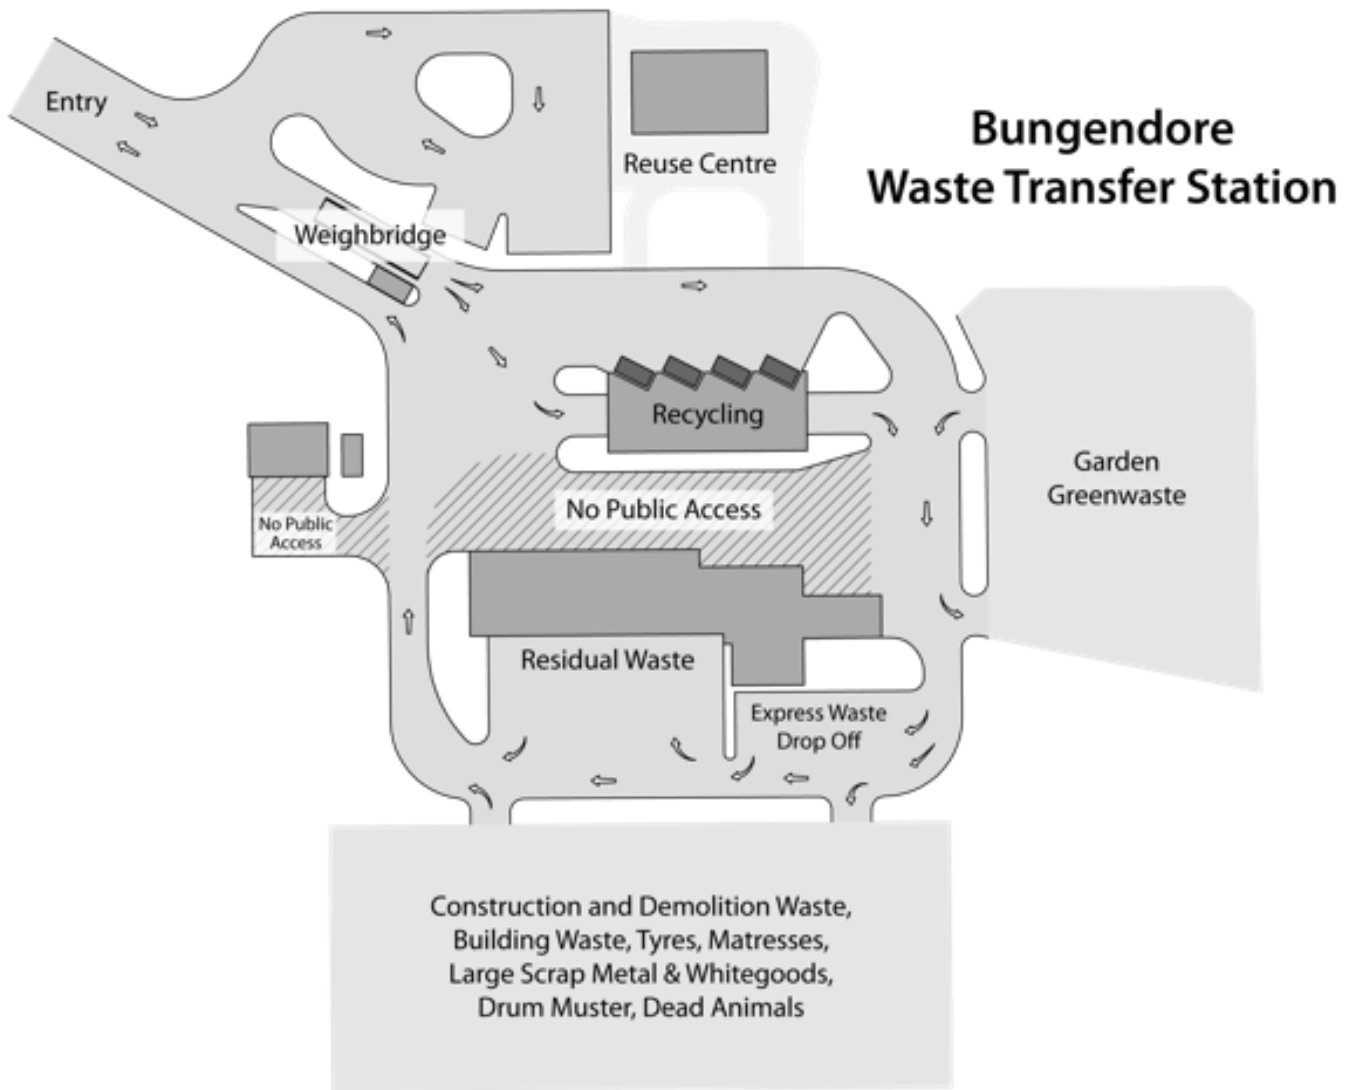 Entry
Reuse Centre
Bungendore
Waste Transfer Station
Weighbridge
Recycling
Garden
Greenwaste
No Public Access
No Public
Access
Residual Waste
Express Waste
Drop Off
Construction and Demolition Waste,
Building Waste, Tyres, Matresses,
Large Scrap Metal & Whitegoods,
Drum Muster, Dead Animals